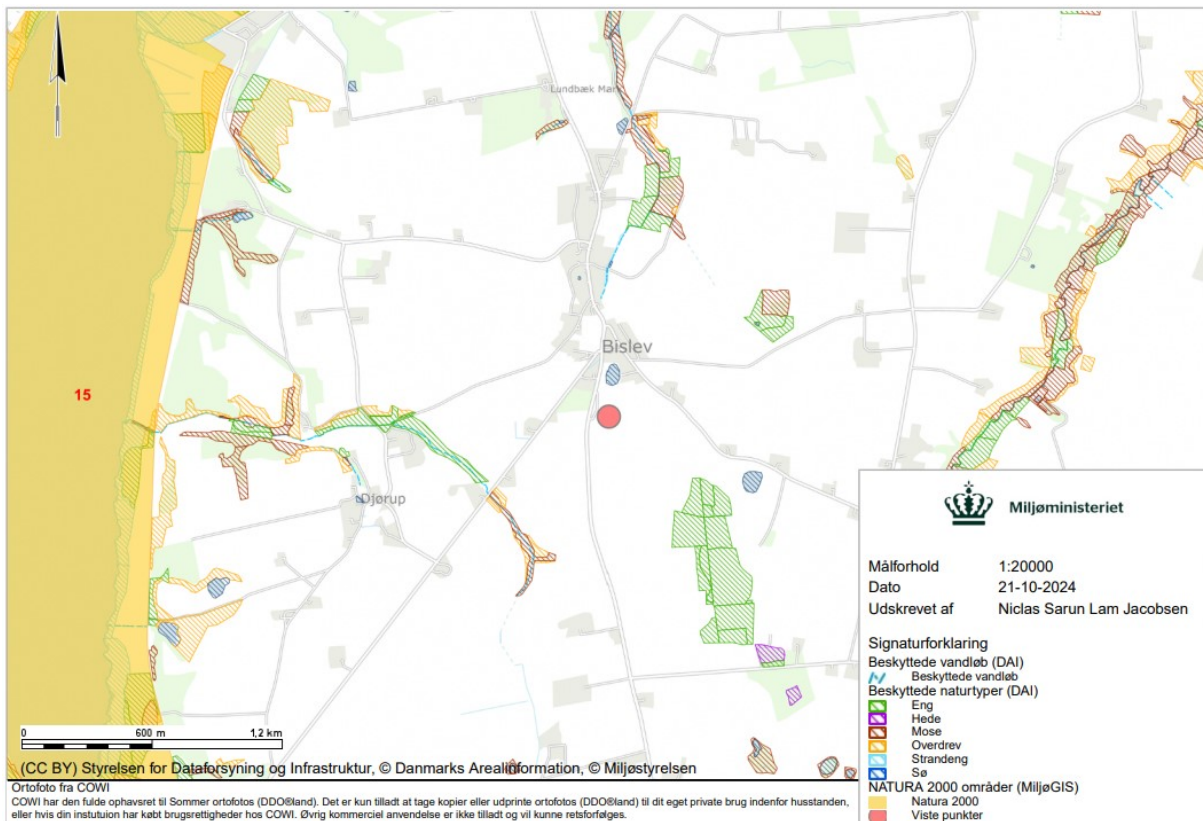 Lundbæk Mark
Bislev
15
Djørup
Miljøministeriet
Målforhold 1:20000
Dato 21-10-2024
Udskrevet af Niclas Sarun Lam Jacobsen
Signaturforklaring
Beskyttede vandløb (DAI)
Beskyttede vandløb
Beskyttede naturtyper (DAI)
Eng
Hede
Mose
Overdrev
Strandeng
Sø
NATURA 2000 områder (MiljøGIS)
Natura 2000
Viste punkter
600 m 1,2 km
(CC BY) Styrelsen for Dataforsyning og Infrastruktur, © Danmarks Arealinformation, © Miljøstyrelsen
Ortofoto fra COWI
COWI har den fulde ophavsret til Sommer ortofotos (DDO®land). Det er kun tilladt at tage kopier eller udprinte ortofotos (DDO®land) til dit eget private brug indenfor husstanden,
eller hvis din instutuion har købt brugsrettigheder hos COWI. Øvrig kommerciel anvendelse er ikke tilladt og vil kunne retsforfølges.